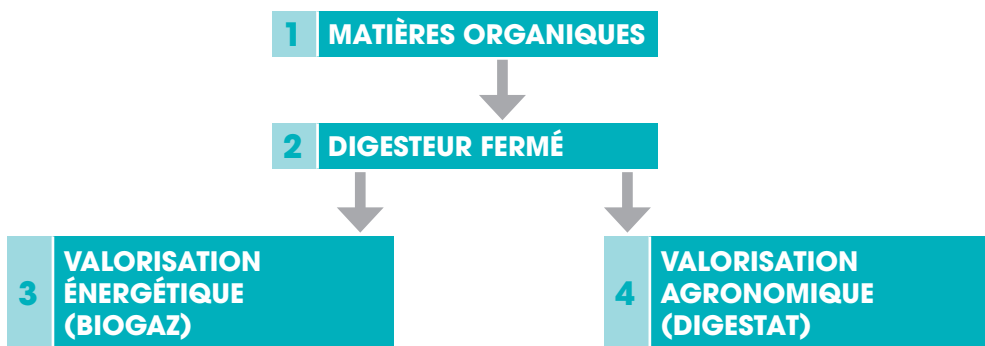 1 MATIÈRES ORGANIQUES
2 DIGESTEUR FERMÉ
3 VALORISATION
ÉNERGÉTIQUE
(BIOGAZ)
4 VALORISATION
AGRONOMIQUE
(DIGESTAT)